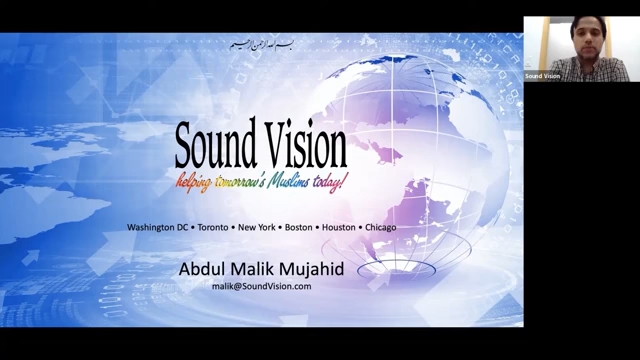 بسم الله الرحمن الرحیم
Sound Vision
helping tomorrow's Muslims today!
Washington DC • Toronto • New York • Boston • Houston • Chicago
Abdul Malik Mujahid
malik@SoundVision.com
Sound Vision